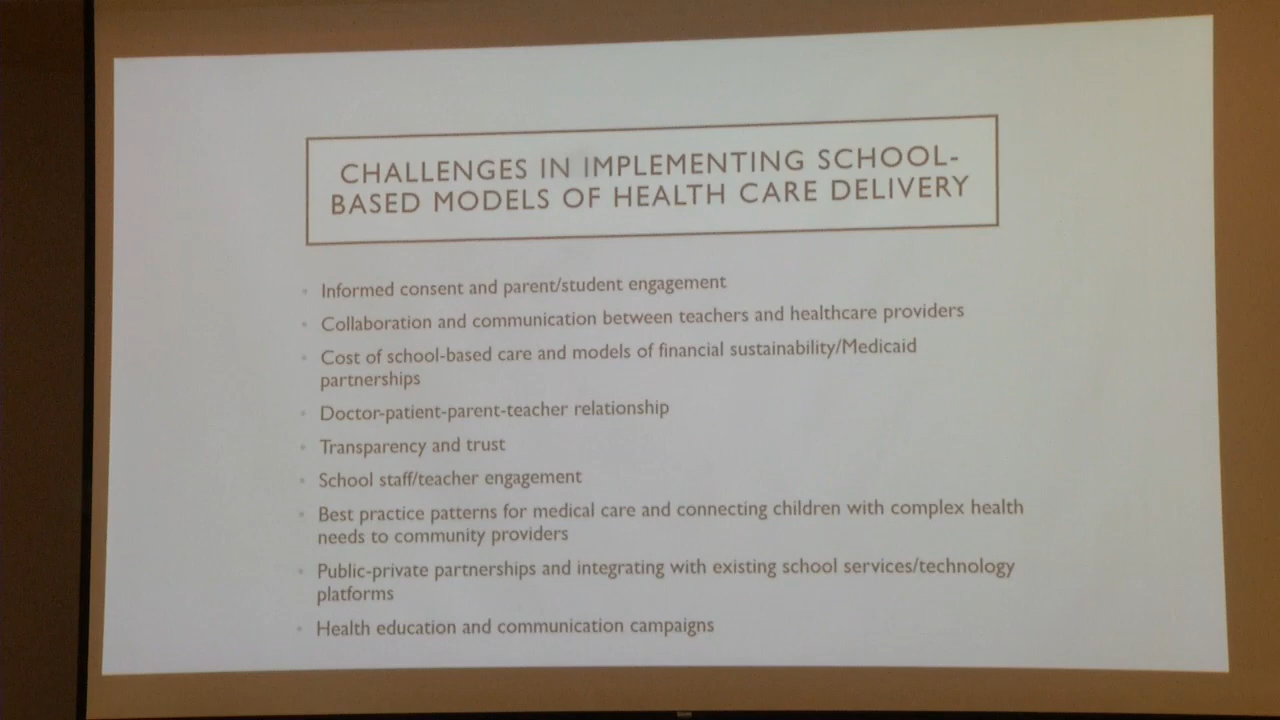 CHALLENGES IN IMPLEMENTING SCHOOL-
BASED MODELS OF HEALTH CARE DELIVERY
• Informed consent and parent/student engagement
• Collaboration and communication between teachers and healthcare providers
• Cost of school-based care and models of financial sustainability/Medicaid
partnerships
• Doctor-patient-parent-teacher relationship
• Transparency and trust
• School staff/teacher engagement
• Best practice patterns for medical care and connecting children with complex health
needs to community providers
• Public-private partnerships and integrating with existing school services/technology
platforms
• Health education and communication campaigns